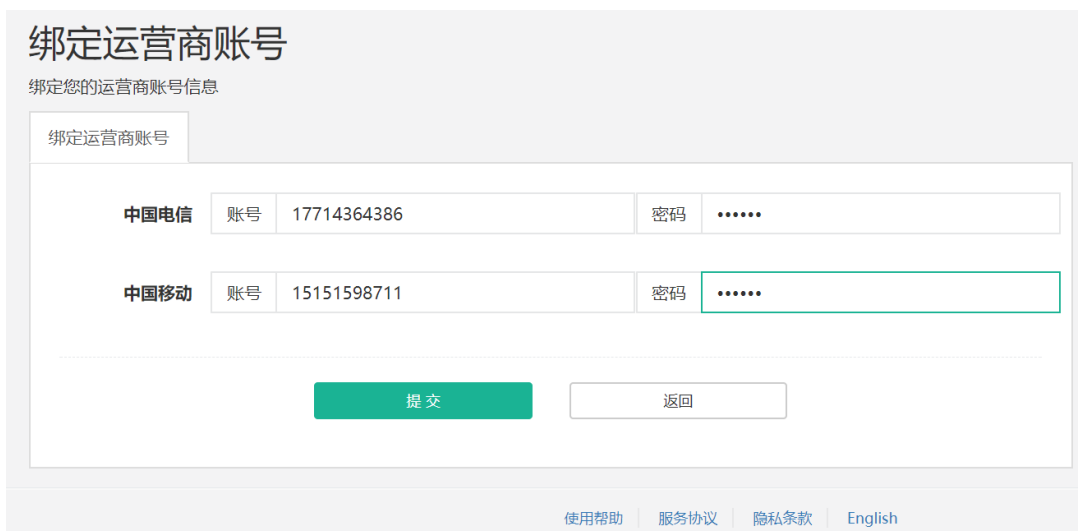 绑定运营商账号
绑定您的运营商账号信息
绑定运营商账号
中国电信 账号 17714364386 密码 ••••••
中国移动 账号 15151598711 密码 ••••••
提 交 返回
使用帮助 服务协议 隐私条款 English